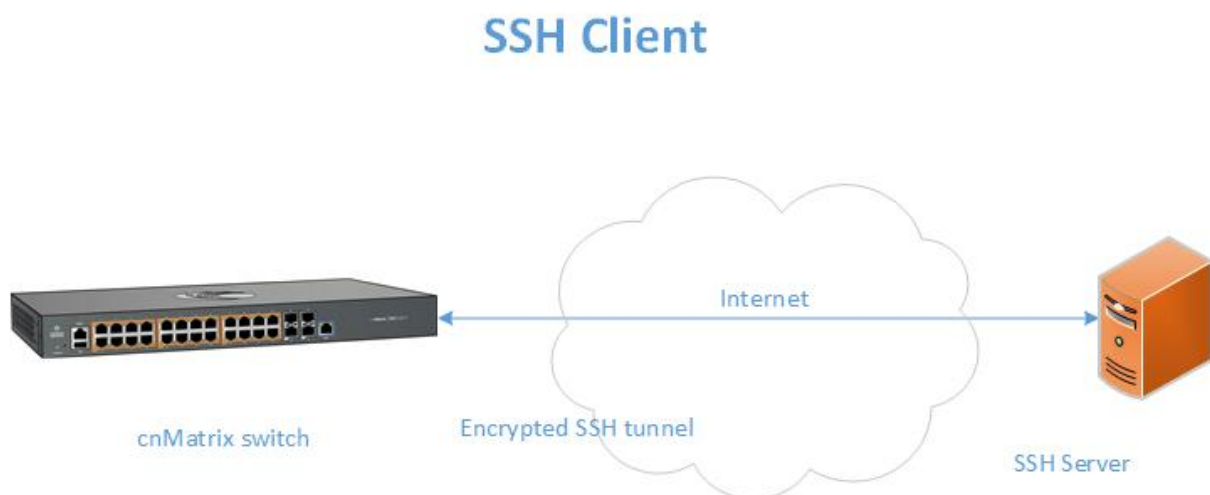 SSH Client
Internet
Encrypted SSH tunnel
cnMatrix switch
SSH Server